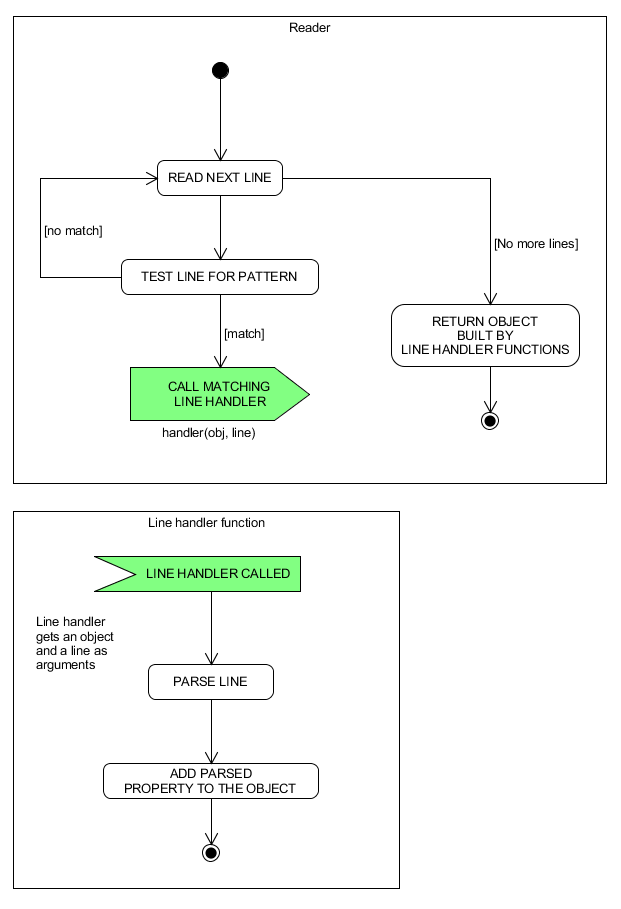 Reader
READ NEXT LINE
[no match]
[No more lines]
TEST LINE FOR PATTERN
[match]
RETURN OBJECT
BUILT BY
LINE HANDLER FUNCTIONS
CALL MATCHING
LINE HANDLER
handler(obj, line)
Line handler function
LINE HANDLER CALLED
Line handler
gets an object
and a line as
arguments
PARSE LINE
ADD PARSED
PROPERTY TO THE OBJECT